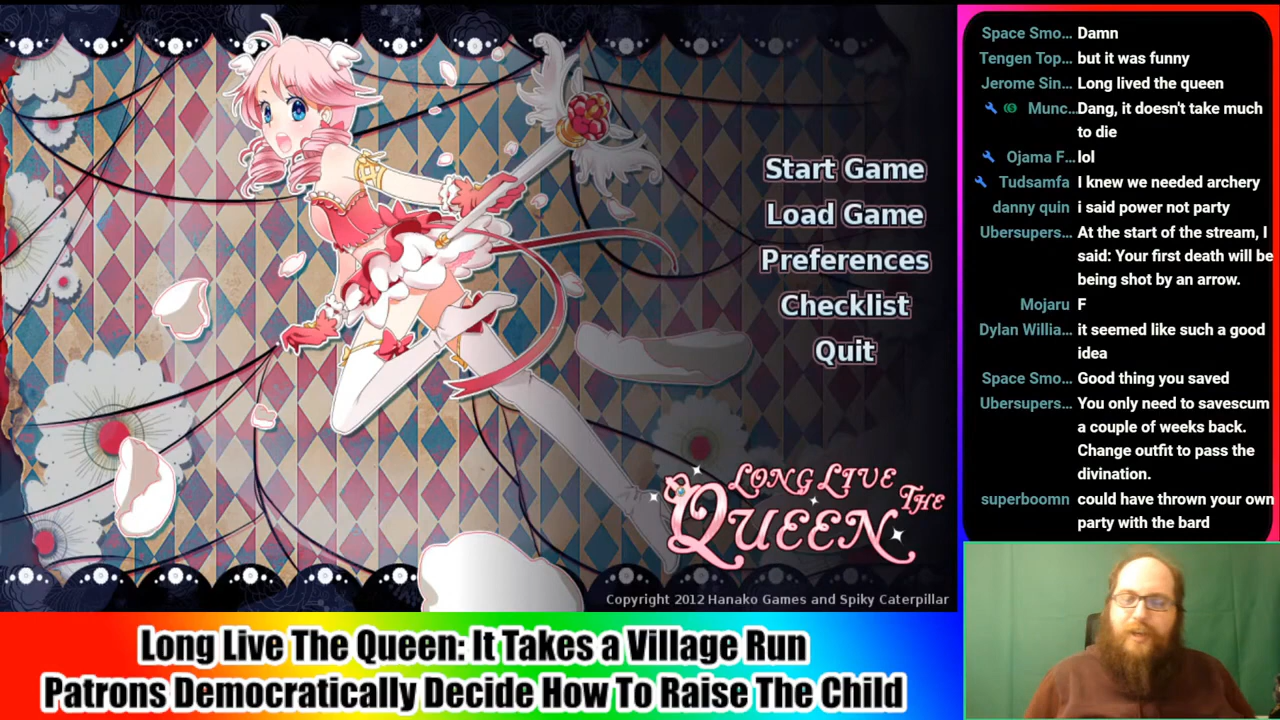 Start Game
Load Game
Preferences
Checklist
Quit
LONG LIVE
THE
QUEEN
Copyright 2012 Hanako Games and Spiky Caterpillar
Long Live The Queen: It Takes a Village Run
Patrons Democratically Decide How To Raise The Child
Space Smo... Damn
Tengen Top... but it was funny
Jerome Sin... Long lived the queen
Munc... Dang, it doesn't take much
to die
Ojama F... lol
Tudsamfa I knew we needed archery
danny quin i said power not party
Ubersupers... At the start of the stream, I
said: Your first death will be
being shot by an arrow.
Mojaru F
Dylan Willia... it seemed like such a good
idea
Space Smo... Good thing you saved
Ubersupers... You only need to savescum
a couple of weeks back.
Change outfit to pass the
divination.
superboomn could have thrown your own
party with the bard